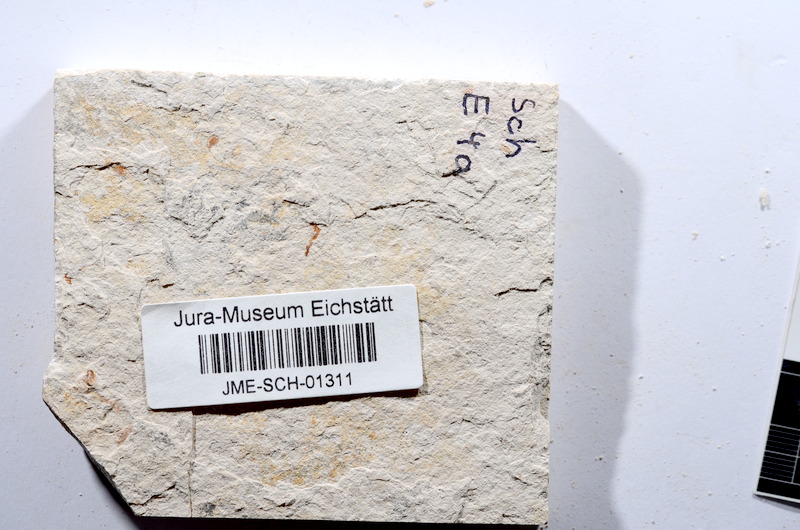 Sch
E 49
Jura-Museum Eichstätt
JME-SCH-01311